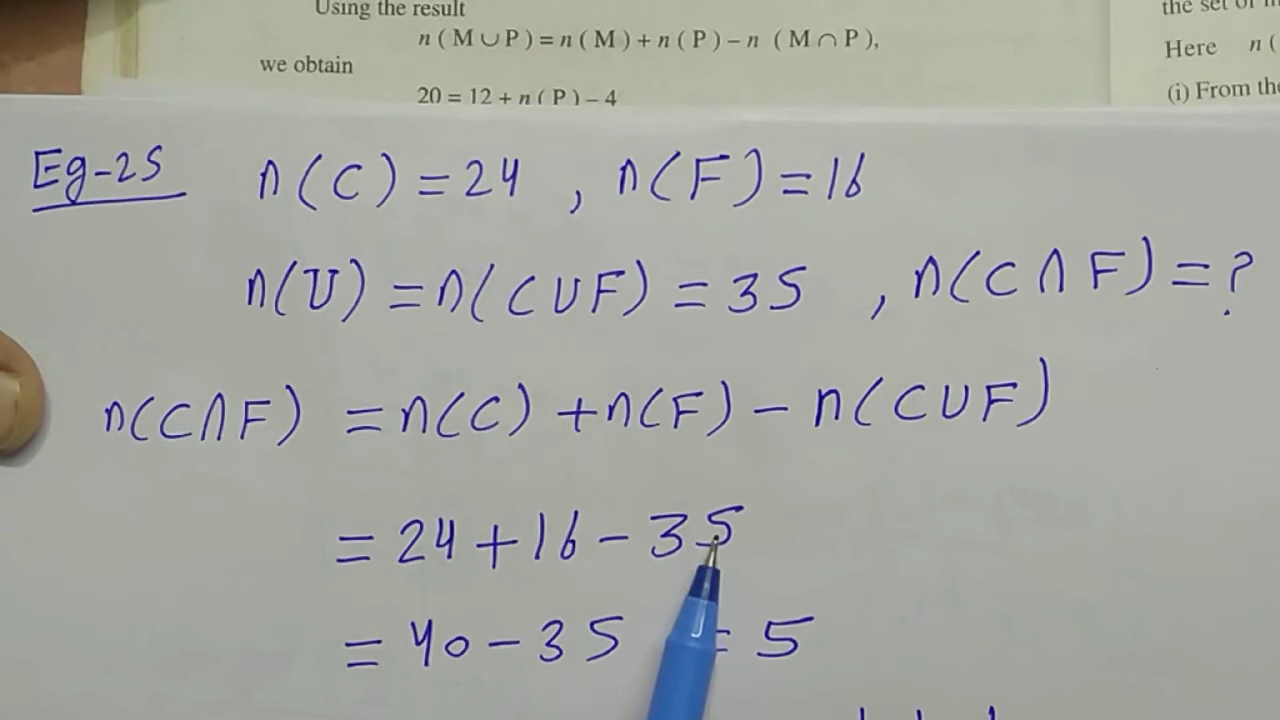 Using the result
the set of
n ( M ∪ P ) = n ( M ) + n ( P ) – n ( M ∩ P ),
Here n (
we obtain
20 = 12 + n ( P ) – 4
(i) From the
Eg-25 n(C) = 24 , n(F) = 16
n(U) = n(C∪F) = 35 , n(C∩F) = ?
n(C∩F) = n(C) + n(F) – n(C∪F)
= 24 + 16 – 35
= 40 – 35 = 5